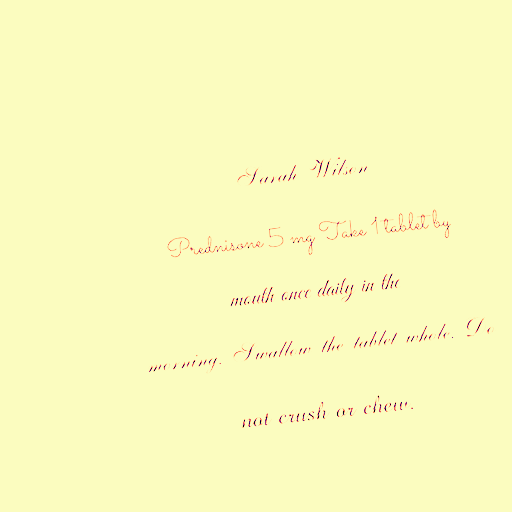 Sarah Wilson
Prednisone 5 mg Take 1 tablet by
mouth once daily in the
morning. Swallow the tablet whole. Do
not crush or chew.